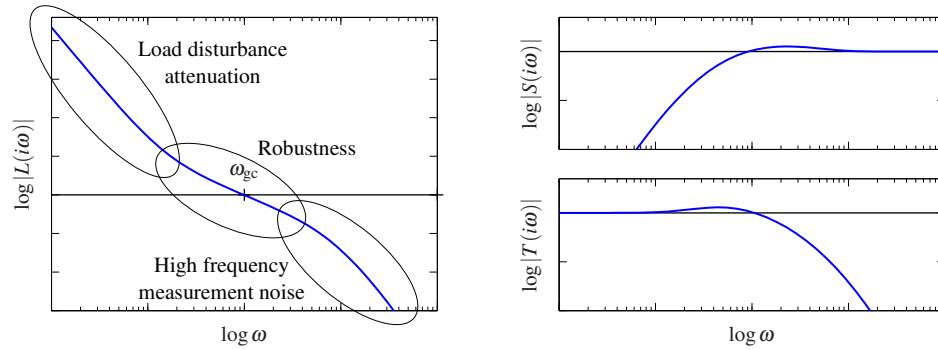 Load disturbance
attenuation
Robustness
ω_gc
High frequency
measurement noise
log|L(iω)|
log ω
log|S(iω)|
log|T(iω)|
log ω